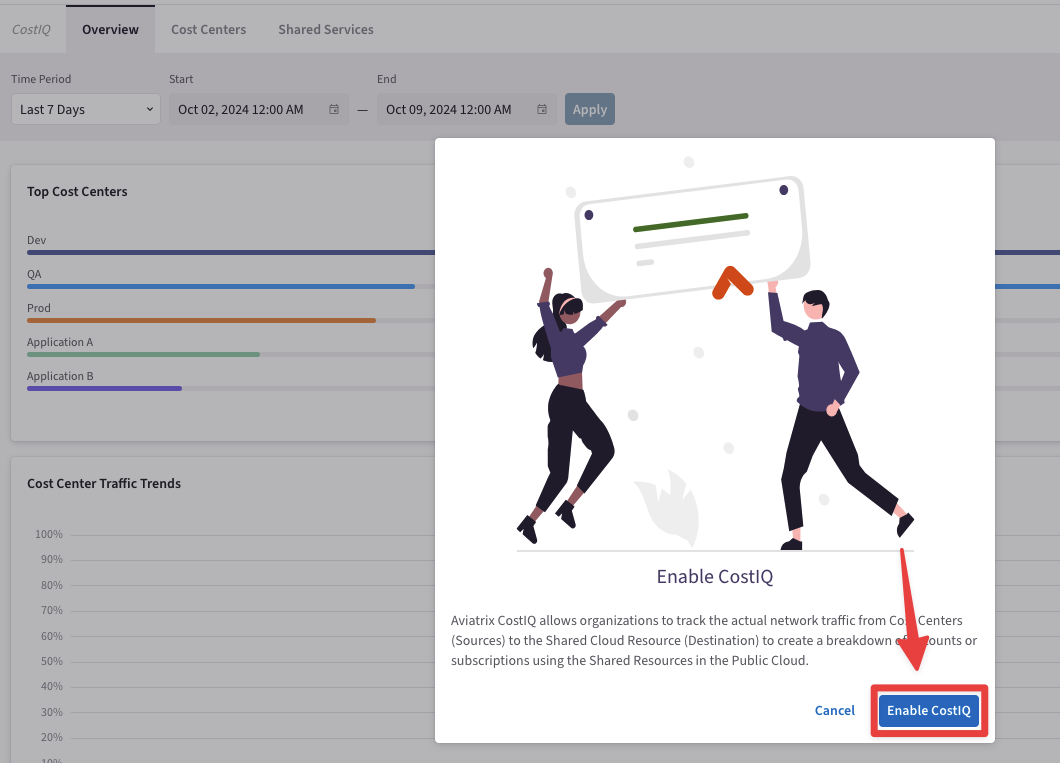 CostIQ
Overview
Cost Centers
Shared Services
Time Period
Start
End
Last 7 Days
Oct 02, 2024 12:00 AM
—
Oct 09, 2024 12:00 AM
Apply
Top Cost Centers
Dev
QA
Prod
Application A
Application B
Cost Center Traffic Trends
100%
90%
80%
70%
60%
50%
40%
30%
20%
10%
Enable CostIQ
Aviatrix CostIQ allows organizations to track the actual network traffic from Centers
(Sources) to the Shared Cloud Resource (Destination) to create a breakdown or
subscriptions using the Shared Resources in the Public Cloud.
Cancel
Enable CostIQ